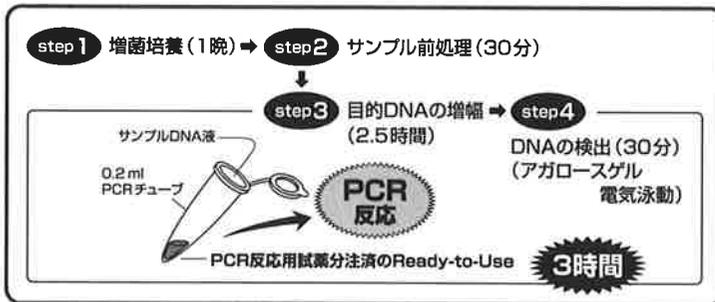 step1 増菌培養(1晩)➡step2 サンプル前処理(30分)
⬇
step3 目的DNAの増幅➡step4
(2.5時間)
DNAの検出(30分)
(アガロースゲル
電気泳動)
サンプルDNA液
0.2ml
PCRチューブ
PCR
反応
PCR反応用試薬分注済のReady-to-Use
3時間